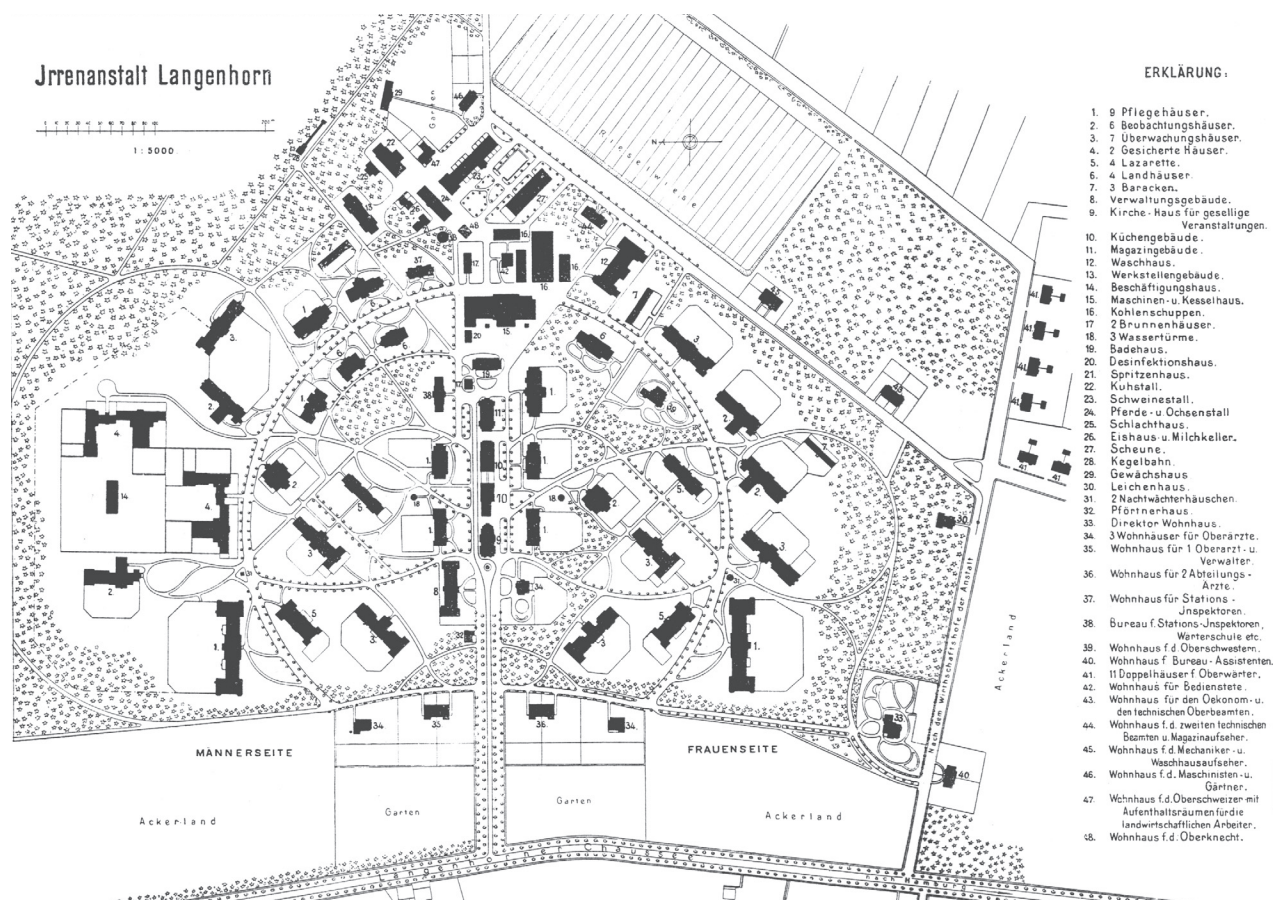 Jrrenanstalt Langenhorn
1:5000
ERKLÄRUNG:
1. 9 Pflegehäuser.
2. 6 Beobachtungshäuser.
3. 7 Überwachungshäuser.
4. 2 Gesicherte Häuser.
5. 4 Lazarette.
6. 4 Landhäuser.
7. 3 Baracken.
8. Verwaltungsgebäude.
9. Kirche-Haus für gesellige
Veranstaltungen.
10. Küchengebäude.
11. Magazingebäude.
12. Waschhaus.
13. Werkstellengebäude.
14. Beschäftigungshaus.
15. Maschinen-u. Kesselhaus.
16. Kohlenschuppen.
17 2 Brunnenhäuser.
18. 3 Wassertürme.
19. Badehaus.
20. Desinfektionshaus.
21. Spritzenhaus.
22. Kuhstall.
23. Schweinestall.
24. Pferde-u. Ochsenstall
25. Schlachthaus.
26. Eishaus-u. Milchkeller.
27. Scheune.
28. Kegelbahn.
29. Gewächshaus
30. Leichenhaus.
31. 2 Nachtwächterhäuschen.
32. Pförtnerhaus.
33. Direktor Wohnhaus.
34. 3 Wohnhäuser für Oberärzte.
35. Wohnhaus für 1 Oberarzt-u.
Verwalter.
36. Wohnhaus für 2 Abteilungs-
Ärzte.
37. Wohnhaus für Stations-
Jnspektoren.
38. Bureau f. Stations-Jnspektoren,
Wärterschule etc.
39. Wohnhaus f.d. Oberschwestern.
40. Wohnhaus f Bureau-Assistenten.
41. 11 Doppelhäuser f Oberwärter.
42. Wohnhaus für Bedienstete.
43. Wohnhaus für den Oekonom-u.
den technischen Oberbeamten.
44. Wohnhaus f.d. zweiten technischen
Beamten u. Magazinaufseher.
45. Wohnhaus f.d. Mechaniker-u.
Waschhausaufseher.
46. Wohnhaus f.d. Maschinisten-u.
Gärtner.
47. Wohnhaus f.d. Oberschweizer mit
Aufenthaltsräumen für die
landwirtschaftlichen Arbeiter.
48. Wohnhaus f.d. Oberknecht.
Garten
N
MÄNNERSEITE
FRAUENSEITE
Ackerland
Garten
Garten
Ackerland
Ackerland
Nach dem Wirtschaftshofe der Anstalt
Langenhorner Chaussee
nach Hamburg